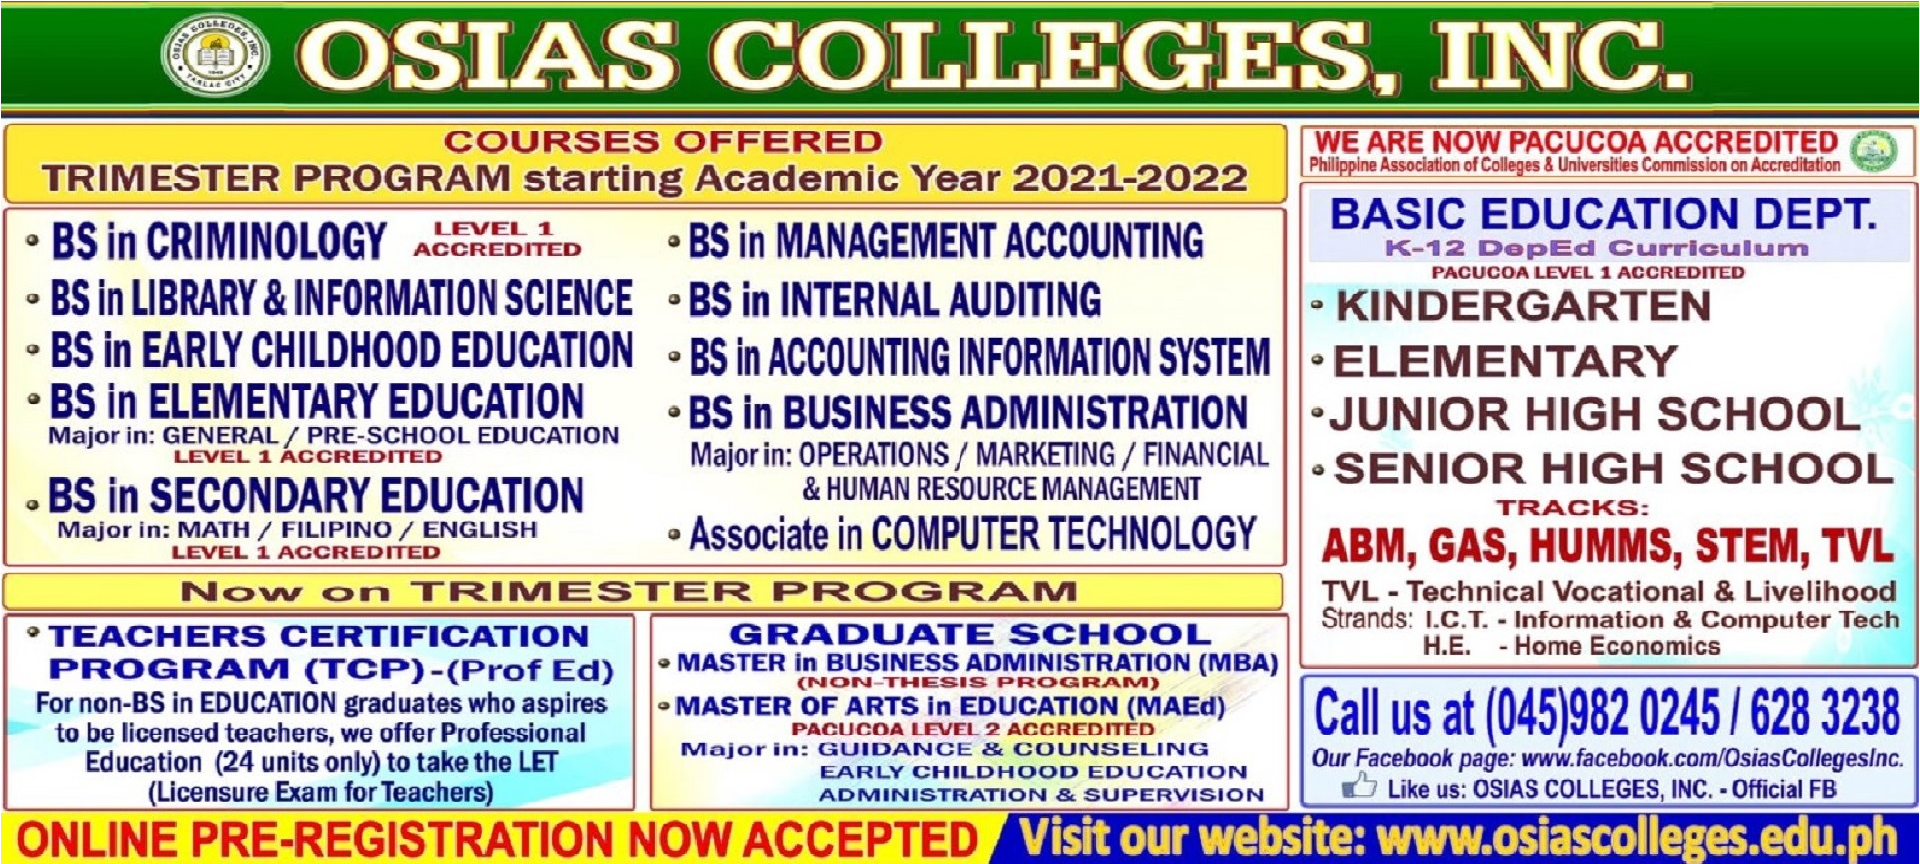 OSIAS COLLEGES, INC.
COURSES OFFERED
TRIMESTER PROGRAM starting Academic Year 2021-2022
• BS in CRIMINOLOGY LEVEL 1 ACCREDITED
• BS in LIBRARY & INFORMATION SCIENCE
• BS in EARLY CHILDHOOD EDUCATION
• BS in ELEMENTARY EDUCATION
Major in: GENERAL / PRE-SCHOOL EDUCATION
LEVEL 1 ACCREDITED
• BS in SECONDARY EDUCATION
Major in: MATH / FILIPINO / ENGLISH
LEVEL 1 ACCREDITED
• BS in MANAGEMENT ACCOUNTING
• BS in INTERNAL AUDITING
• BS in ACCOUNTING INFORMATION SYSTEM
• BS in BUSINESS ADMINISTRATION
Major in: OPERATIONS / MARKETING / FINANCIAL
& HUMAN RESOURCE MANAGEMENT
• Associate in COMPUTER TECHNOLOGY
Now on TRIMESTER PROGRAM
• TEACHERS CERTIFICATION
PROGRAM (TCP)-(Prof Ed)
For non-BS in EDUCATION graduates who aspires
to be licensed teachers, we offer Professional
Education (24 units only) to take the LET
(Licensure Exam for Teachers)
GRADUATE SCHOOL
• MASTER in BUSINESS ADMINISTRATION (MBA)
(NON-THESIS PROGRAM)
• MASTER OF ARTS in EDUCATION (MAEd)
PACUCOA LEVEL 2 ACCREDITED
Major in: GUIDANCE & COUNSELING
EARLY CHILDHOOD EDUCATION
ADMINISTRATION & SUPERVISION
WE ARE NOW PACUCOA ACCREDITED
Philippine Association of Colleges & Universities Commission on Accreditation
BASIC EDUCATION DEPT.
K-12 DepEd Curriculum
PACUCOA LEVEL 1 ACCREDITED
• KINDERGARTEN
• ELEMENTARY
• JUNIOR HIGH SCHOOL
• SENIOR HIGH SCHOOL
TRACKS:
ABM, GAS, HUMMS, STEM, TVL
TVL - Technical Vocational & Livelihood
Strands: I.C.T. - Information & Computer Tech
H.E. - Home Economics
Call us at (045)982 0245 / 628 3238
Our Facebook page: www.facebook.com/OsiasCollegesInc.
Like us: OSIAS COLLEGES, INC. - Official FB
ONLINE PRE-REGISTRATION NOW ACCEPTED
Visit our website: www.osiascolleges.edu.ph